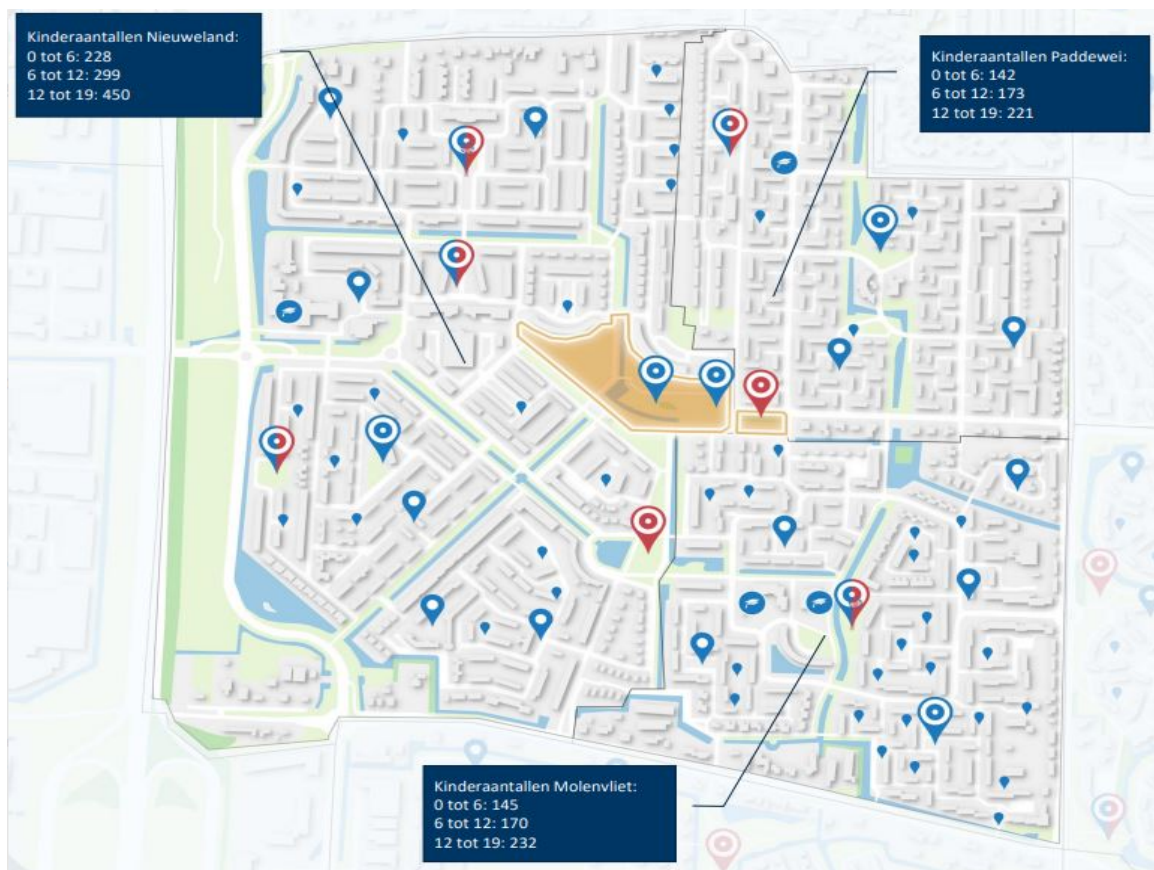 Kinderaantallen Nieuweland:
0 tot 6: 228
6 tot 12: 299
12 tot 19: 450
Kinderaantallen Paddewei:
0 tot 6: 142
6 tot 12: 173
12 tot 19: 221
Kinderaantallen Molenvliet:
0 tot 6: 145
6 tot 12: 170
12 tot 19: 232